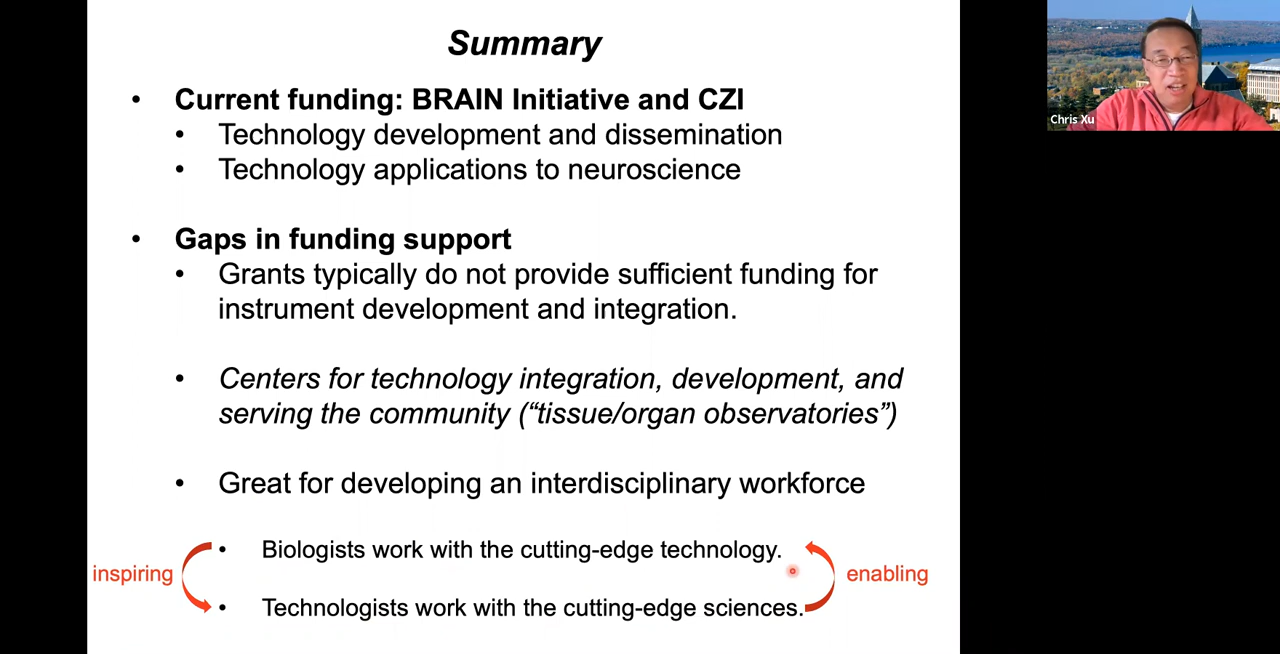 Summary
• Current funding: BRAIN Initiative and CZI
• Technology development and dissemination
• Technology applications to neuroscience
• Gaps in funding support
• Grants typically do not provide sufficient funding for
instrument development and integration.
• Centers for technology integration, development, and
serving the community (“tissue/organ observatories”)
• Great for developing an interdisciplinary workforce
• Biologists work with the cutting-edge technology.
inspiring
enabling
• Technologists work with the cutting-edge sciences.
Chris Xu